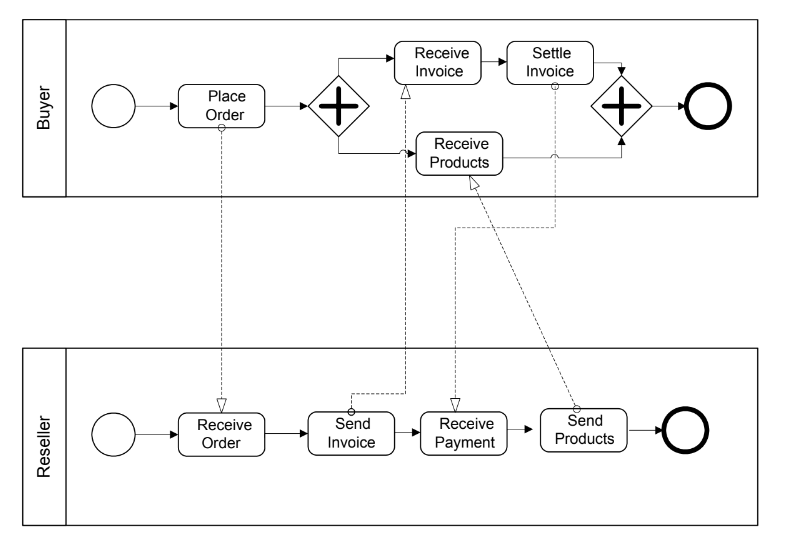 Buyer
Place
Order
Receive
Invoice
Settle
Invoice
Receive
Products
Reseller
Receive
Order
Send
Invoice
Receive
Payment
Send
Products